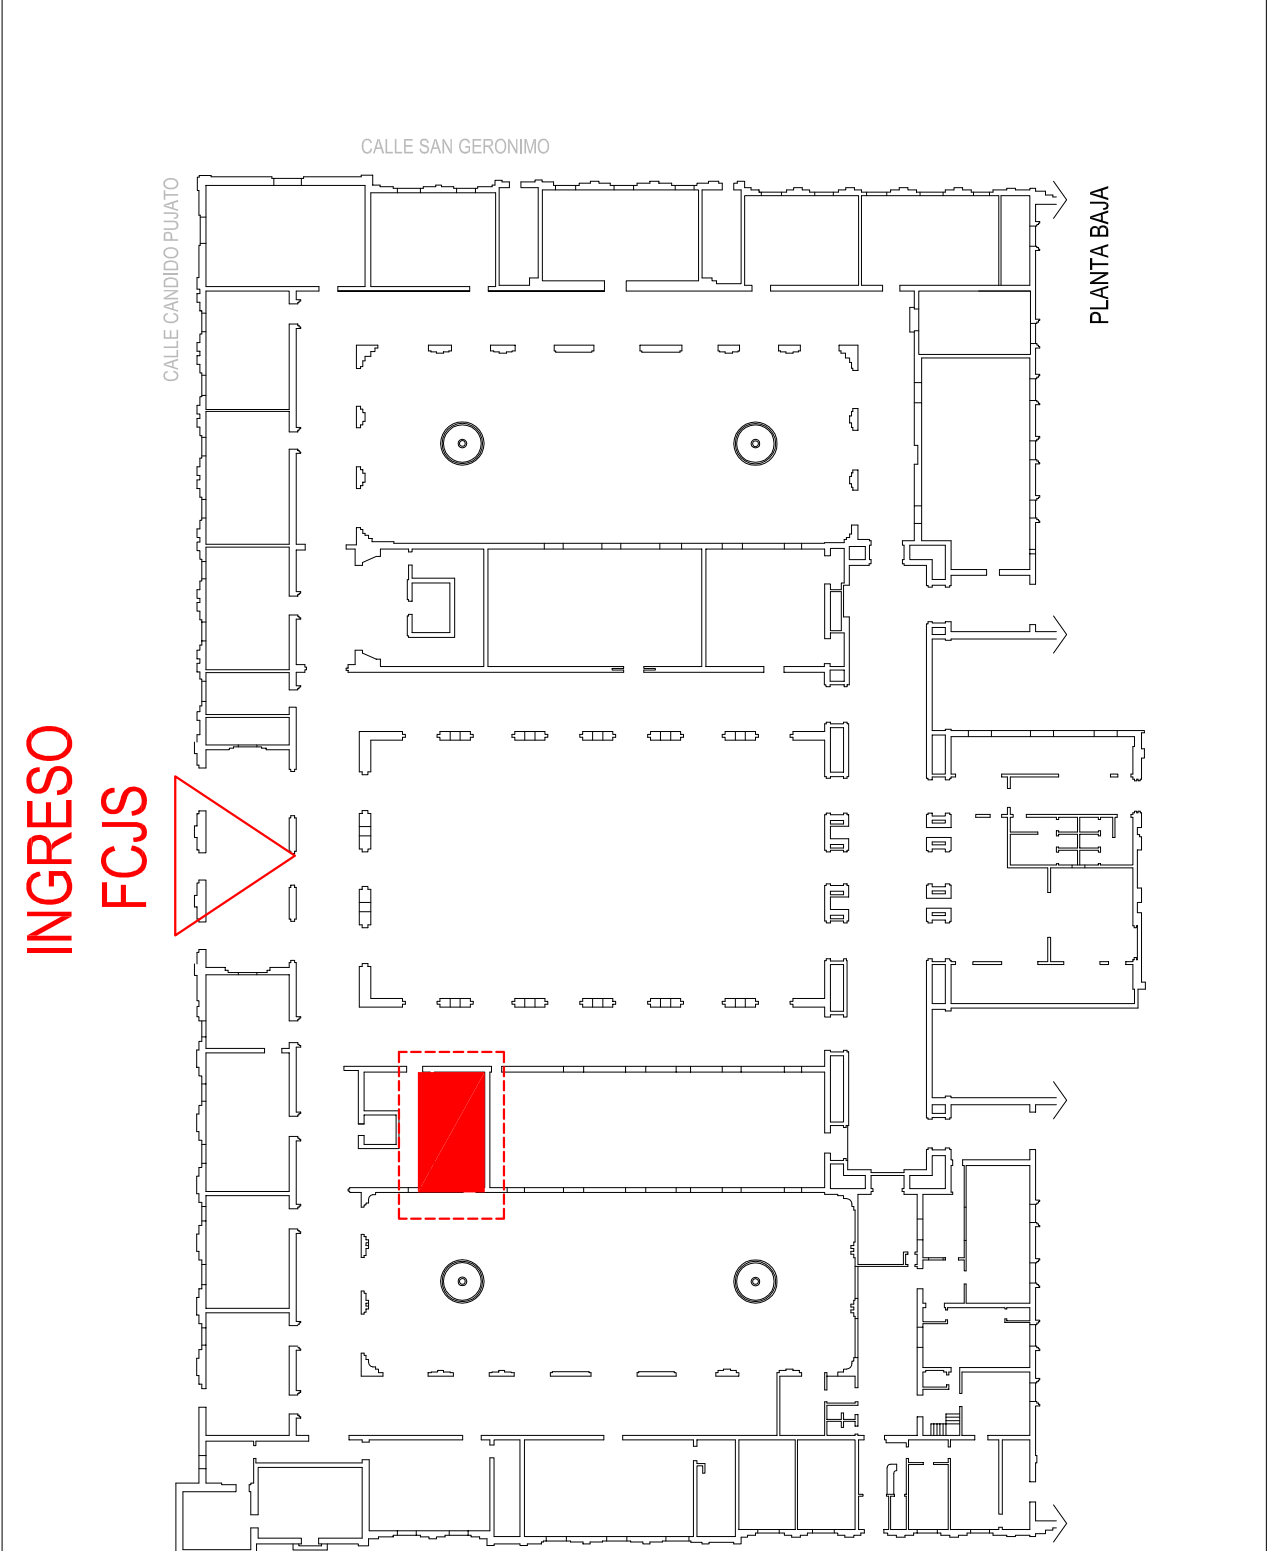 CALLE SAN GERONIMO
CALLE CANDIDO PUJATO
PLANTA BAJA
INGRESO
FCJS